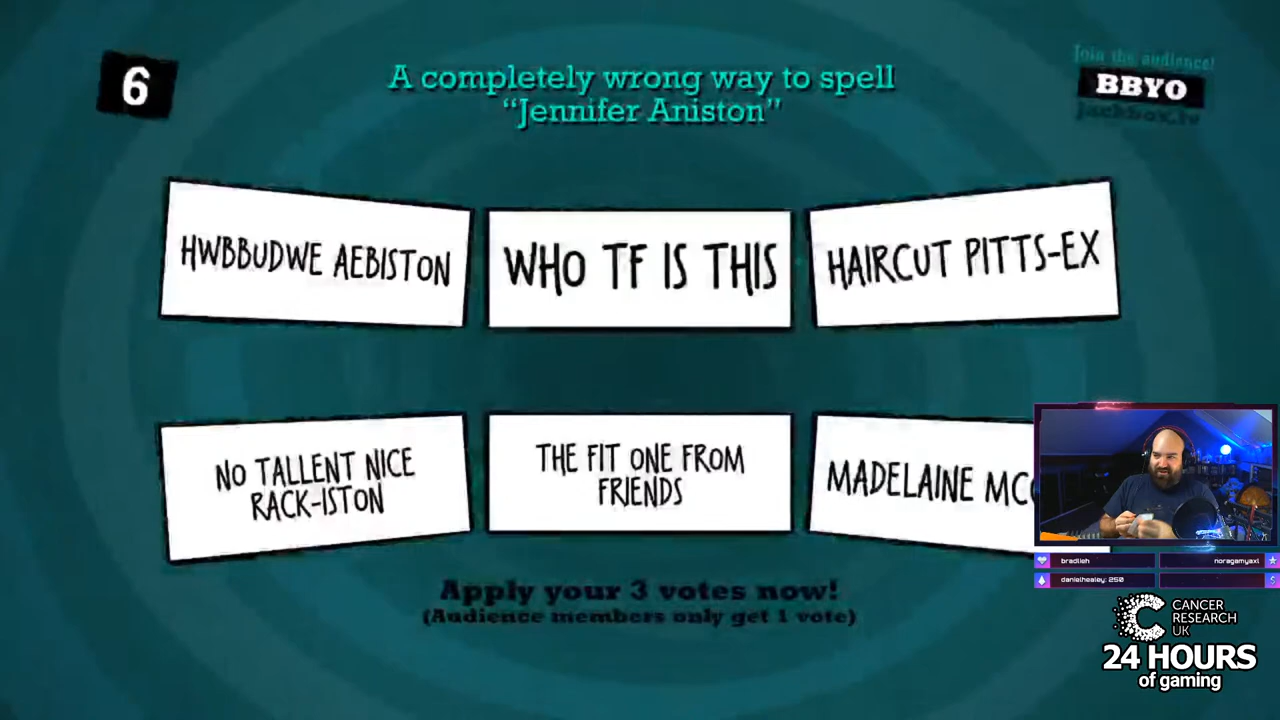 6
A completely wrong way to spell
"Jennifer Aniston"
Join the audience!
BBYO
jackbox.tv
HWBBUDWE AEBISTON
WHO TF IS THIS
HAIRCUT PITTS-EX
NO TALLENT NICE
RACK-ISTON
THE FIT ONE FROM
FRIENDS
MADELAINE MC
Apply your 3 votes now!
(Audience members only get 1 vote)
bradlieh
noragamyaxl
danielhealey: 250
CANCER
RESEARCH
UK
24 HOURS
of gaming